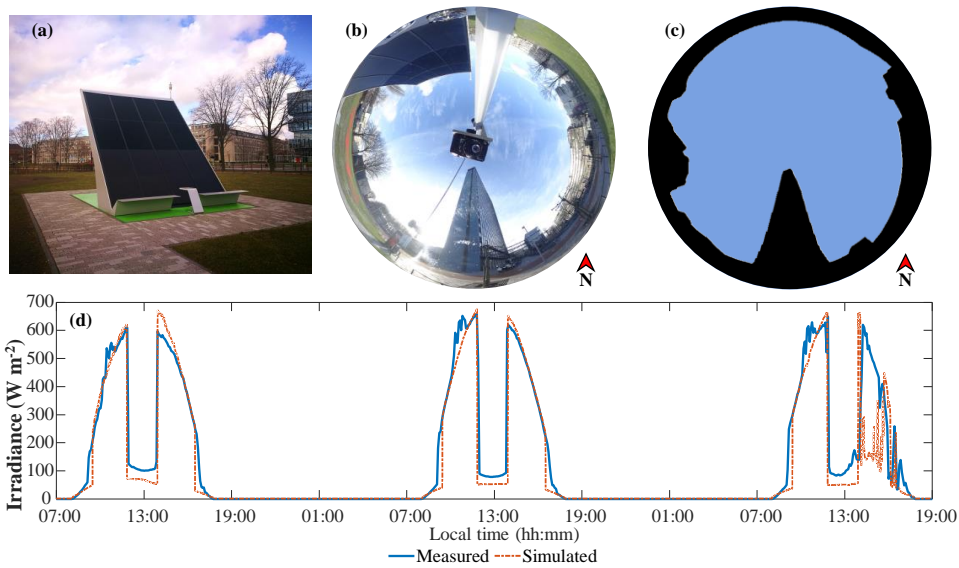 (a)
(b)
(c)
N
N
(d)
Irradiance (W m⁻²)
700
600
500
400
300
200
100
0
07:00 13:00 19:00 01:00 07:00 13:00 19:00 01:00 07:00 13:00 19:00
Local time (hh:mm)
Measured Simulated